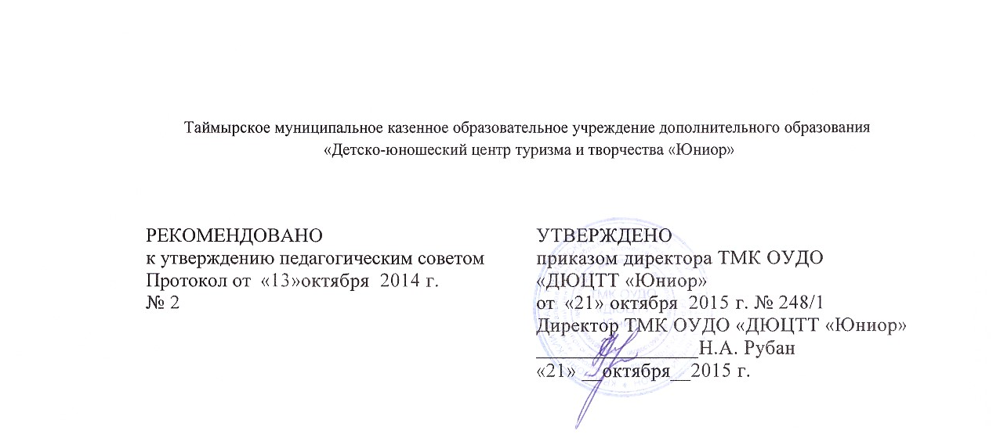 Таймырское муниципальное казенное образовательное учреждение дополнительного образования
«Детско-юношеский центр туризма и творчества «Юниор»
РЕКОМЕНДОВАНО
к утверждению педагогическим советом
Протокол от «13»октября 2014 г.
№ 2
УТВЕРЖДЕНО
приказом директора ТМК ОУДО
«ДЮЦТТ «Юниор»
от «21» октября 2015 г. № 248/1
Директор ТМК ОУДО «ДЮЦТТ «Юниор»
________________Н.А. Рубан
«21» __октября__2015 г.